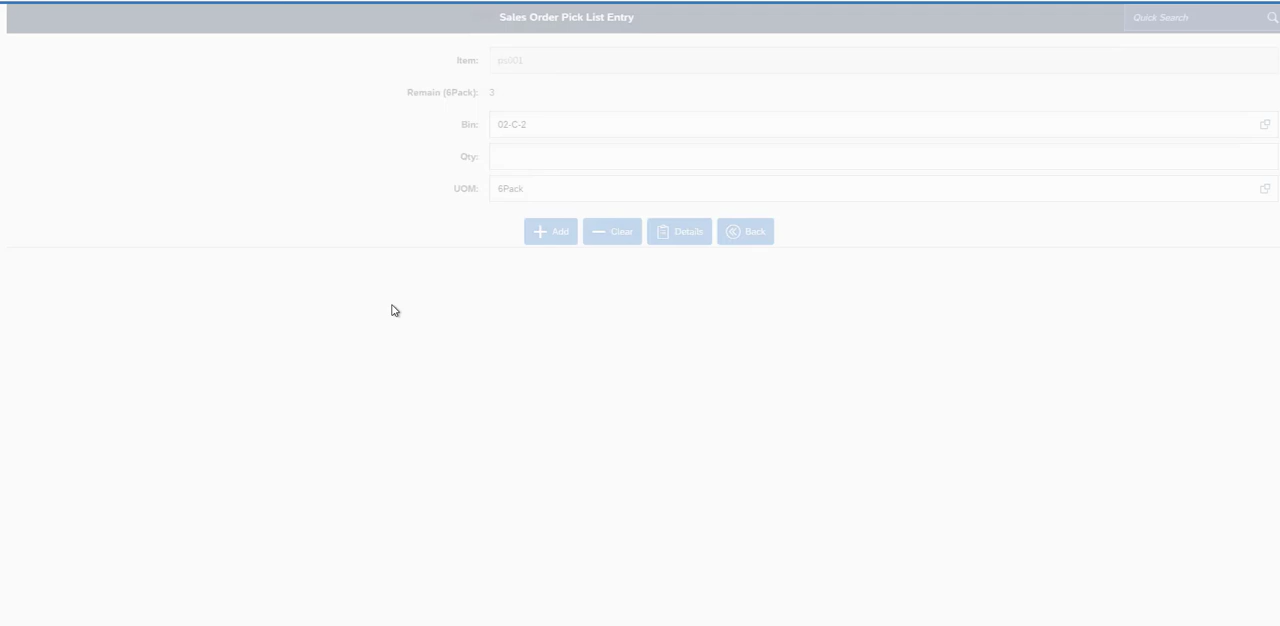 Sales Order Pick List Entry
Quick Search
Item: ps001
Remain (6Pack): 3
Bin: 02-C-2
Qty:
UOM: 6Pack
Add Clear Details Back